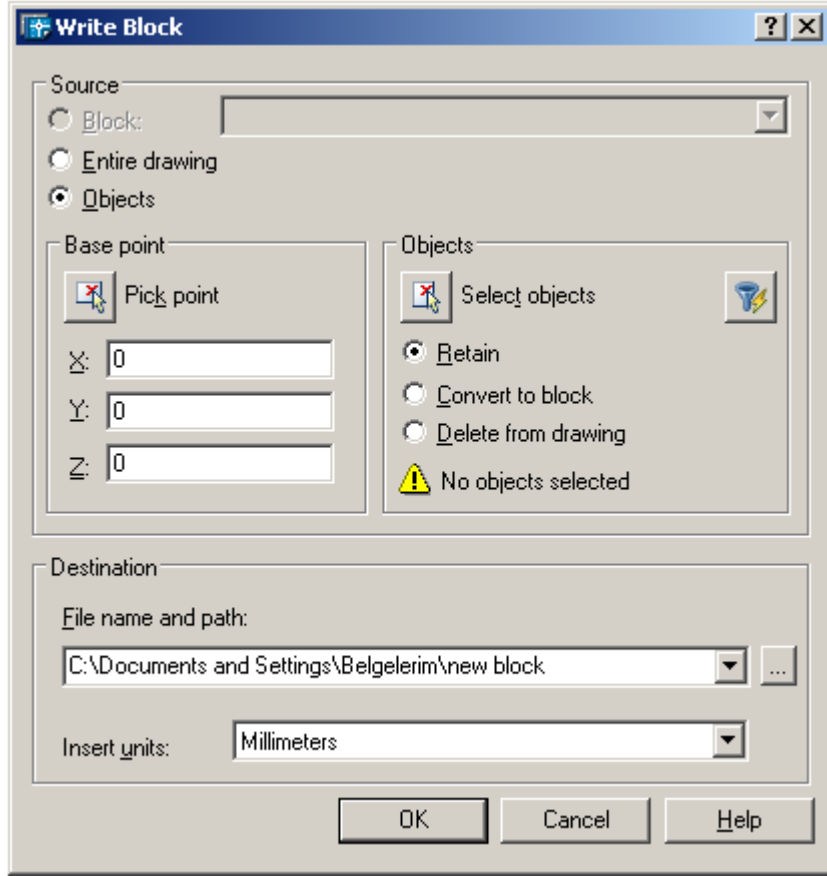 Write Block
Source
Block:
Entire drawing
Objects
Base point
Pick point
X: 0
Y: 0
Z: 0
Objects
Select objects
Retain
Convert to block
Delete from drawing
No objects selected
Destination
File name and path:
C:\Documents and Settings\Belgelerim\new block
...
Insert units: Millimeters
OK Cancel Help